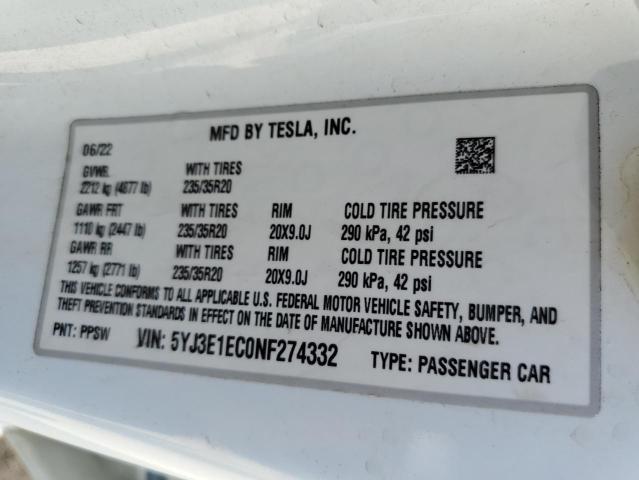 MFD BY TESLA, INC.
06/22
GVWR WITH TIRES
2212 kg (4877 lb) 235/35R20
GAWR FRT WITH TIRES RIM COLD TIRE PRESSURE
1110 kg (2447 lb) 235/35R20 20X9.0J 290 kPa, 42 psi
GAWR RR WITH TIRES RIM COLD TIRE PRESSURE
1257 kg (2771 lb) 235/35R20 20X9.0J 290 kPa, 42 psi
THIS VEHICLE CONFORMS TO ALL APPLICABLE U.S. FEDERAL MOTOR VEHICLE SAFETY, BUMPER, AND
THEFT PREVENTION STANDARDS IN EFFECT ON THE DATE OF MANUFACTURE SHOWN ABOVE.
PNT: PPSW VIN: 5YJ3E1EC0NF274332 TYPE: PASSENGER CAR